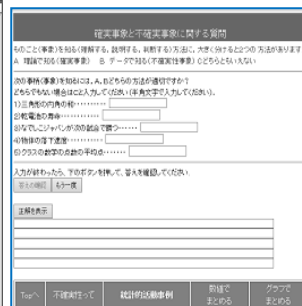 確実事象と不確実事象に関する質問
ものごと(事象)を知る(理解する、説明する、判断する)方法に、大きく分けると2つの 方法があります
A 理論で知る(確実事象) B データで知る(不確実性事象) Cどちらともいえない
次の事柄(事象)を知るには、A、Bどちらの方法が適切ですか?
どちらでもない場合はCと入力してください(半角文字で入力してください)。
1)三角形の内角の和
2)乾電池の寿命
3)なでしこジャパンが次の試合で勝つ
4)物体の落下速度
5)クラスの数学の点数の平均点
入力が終わったら、下のボタンを押して、答えを確認してください。
答えの確認 もう一度
正解を表示
Topへ 不確実性って 統計的活動事例 数値でまとめる グラフでまとめる